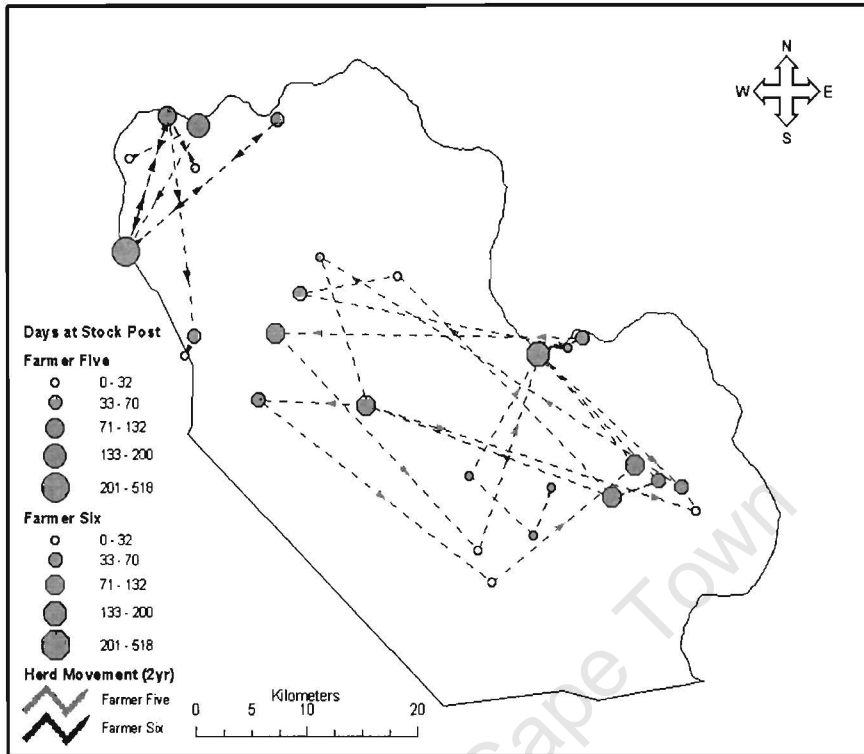 N
W E
S
Days at Stock Post
Farmer Five
0 - 32
33 - 70
71 - 132
133 - 200
201 - 518
Farmer Six
0 - 32
33 - 70
71 - 132
133 - 200
201 - 518
Herd Movement (2yr)
Farmer Five
Farmer Six
Kilometers
0 5 10 20
Cape Town